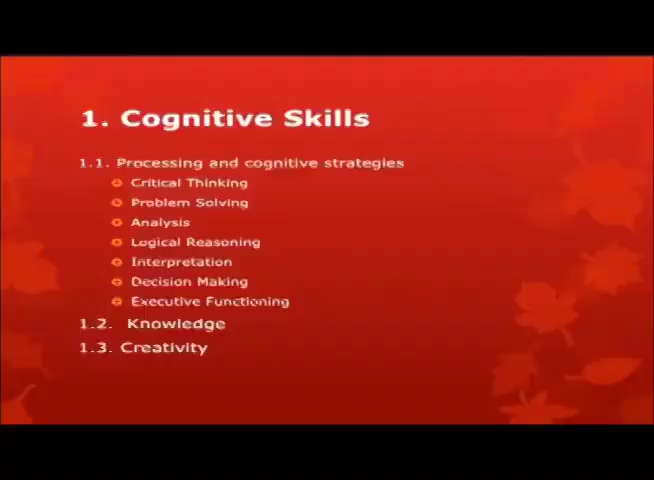 1. Cognitive Skills
1.1. Processing and cognitive strategies
Critical Thinking
Problem Solving
Analysis
Logical Reasoning
Interpretation
Decision Making
Executive Functioning
1.2. Knowledge
1.3. Creativity